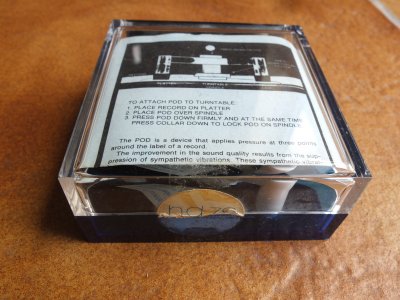 PLATTER TURNTABLE
TO ATTACH POD TO TURNTABLE
1. PLACE RECORD ON PLATTER
2. PLACE POD OVER SPINDLE
3. PRESS POD DOWN FIRMLY AND AT THE SAME TIME
PRESS COLLAR DOWN TO LOCK POD ON SPINDLE
The POD is a device that applies pressure at three points
around the label of a record.
The improvement in the sound quality results from the sup-
pression of sympathetic vibrations. These sympathetic vibrat-